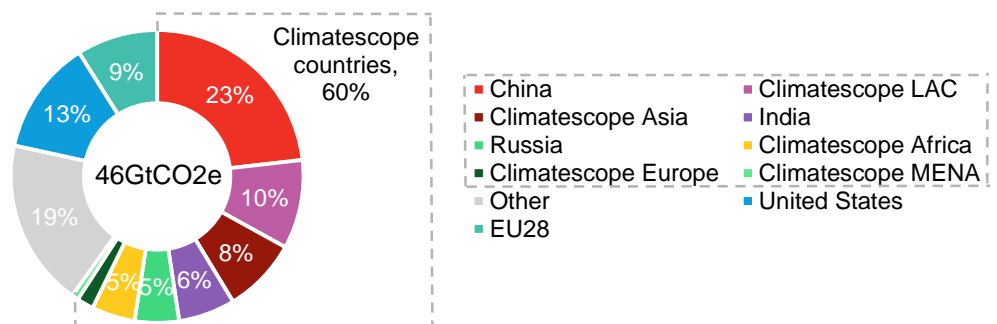 Climatescope
countries,
60%
9%
23%
13%
46GtCO2e
10%
19%
8%
6%
5%
5%
China
Climatescope LAC
Climatescope Asia
India
Russia
Climatescope Africa
Climatescope Europe
Climatescope MENA
Other
United States
EU28